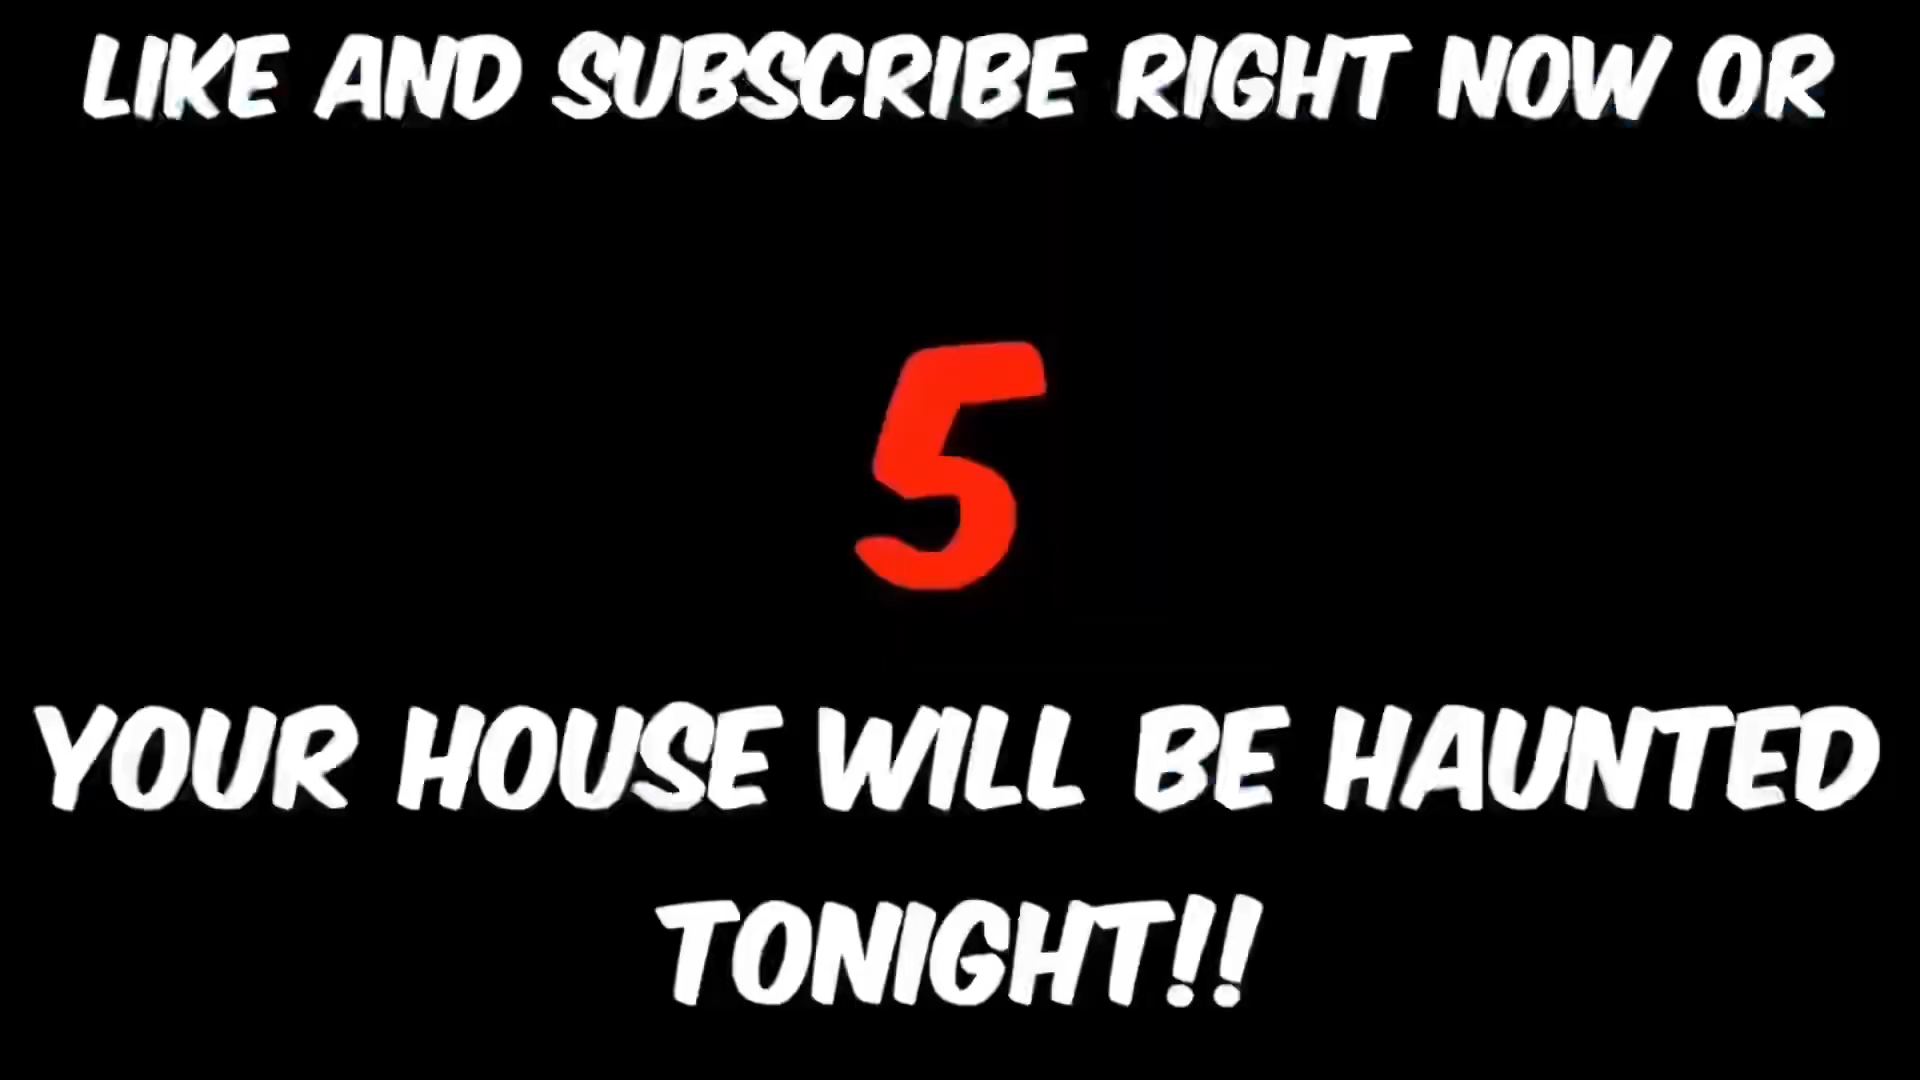 LIKE AND SUBSCRIBE RIGHT NOW OR
5
YOUR HOUSE WILL BE HAUNTED
TONIGHT!!